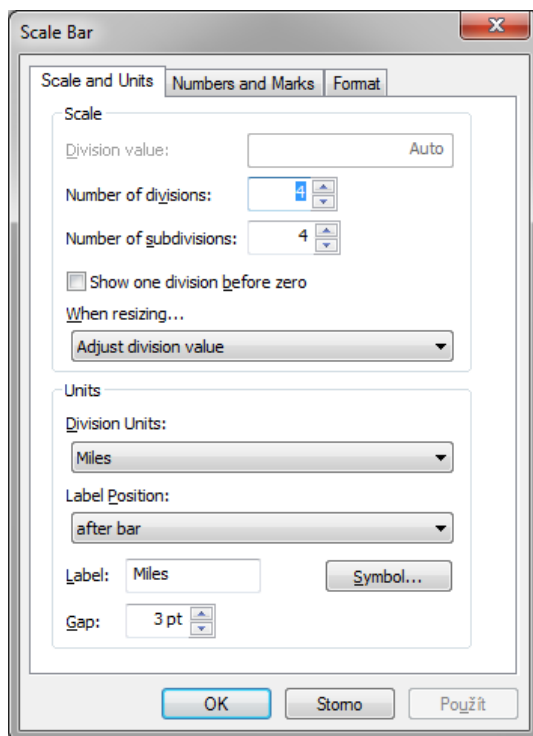 Scale Bar
Scale and Units Numbers and Marks Format
Scale
Division value: Auto
Number of divisions: 4
Number of subdivisions: 4
Show one division before zero
When resizing...
Adjust division value
Units
Division Units:
Miles
Label Position:
after bar
Label: Miles Symbol...
Gap: 3 pt
OK Storno Použít